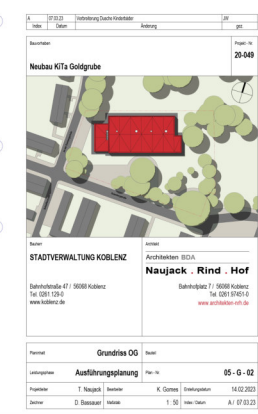 A 07.03.23 Verbreiterung Dusche Kinderbäder JW
Index Datum Änderung gez.
Bauvorhaben Projekt - Nr.
20-049
Neubau KiTa Goldgrube
Bauherr Architekt
STADTVERWALTUNG KOBLENZ Architekten BDA
Naujack . Rind . Hof
Bahnhofstraße 47 / 56068 Koblenz Bahnhofplatz 7 / 56068 Koblenz
Tel. 0261.129-0 Tel. 0261.97451-0
www.koblenz.de www.architekten-nrh.de
Planinhalt Grundriss OG Bauteil
Leistungsphase Ausführungsplanung Plan - Nr. 05 - G - 02
Projektleiter T. Naujack Bearbeiter K. Gomes Erstellungsdatum 14.02.2023
Zeichner D. Bassauer Maßstab 1 : 50 Index / Datum A / 07.03.23